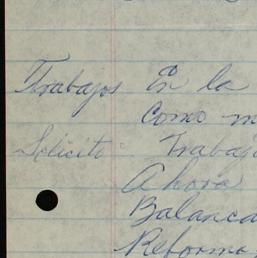 Trabajos En la
Como m
Solicito Trabaj
Ahora
Balanca
Reforma